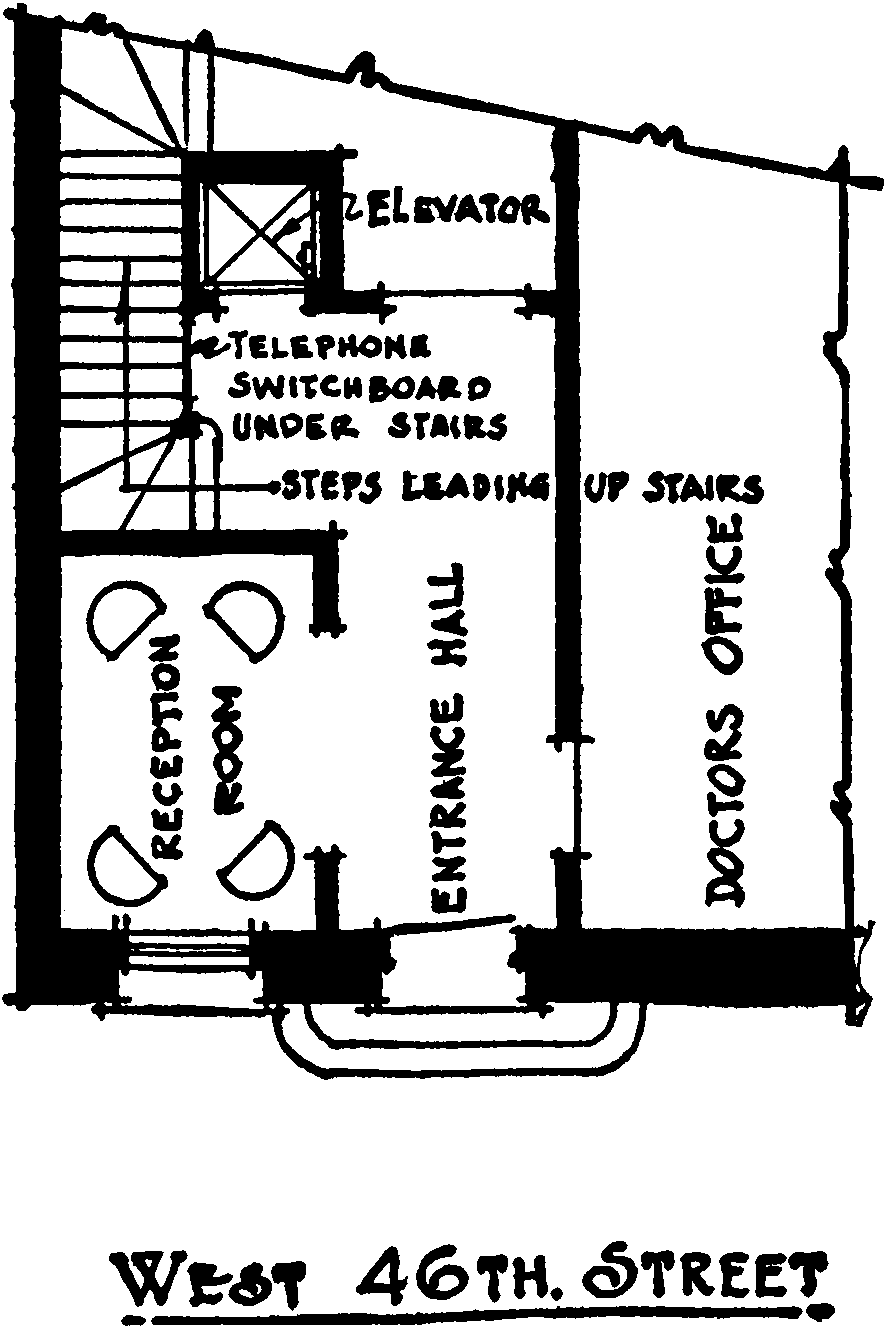 ELEVATOR
TELEPHONE
SWITCHBOARD
UNDER STAIRS
STEPS LEADING UP STAIRS
RECEPTION
ROOM
ENTRANCE HALL
DOCTORS OFFICE
WEST 46TH. STREET